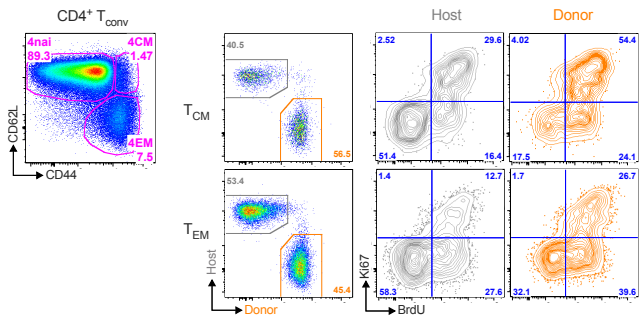 CD4+ Tconv
Host
Donor
4nai
89.3
4CM
1.47
4EM
7.5
CD62L
CD44
TCM
40.5
56.5
2.52
29.6
51.4
16.4
4.02
54.4
17.5
24.1
TEM
53.4
45.4
Host
Donor
1.4
12.7
58.3
27.6
1.7
26.7
32.1
39.6
Ki67
BrdU